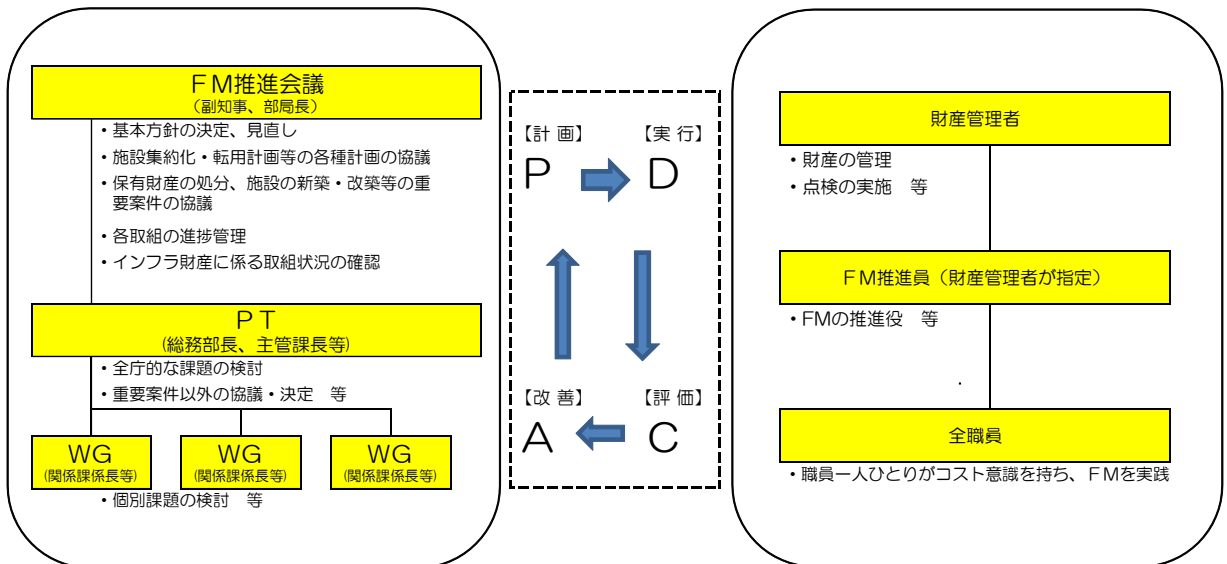 ＦＭ推進会議
（副知事、部局長）
・基本方針の決定、見直し
・施設集約化・転用計画等の各種計画の協議
・保有財産の処分、施設の新築・改築等の重
要案件の協議
・各取組の進捗管理
・インフラ財産に係る取組状況の確認
ＰＴ
(総務部長、主管課長等)
・全庁的な課題の検討
・重要案件以外の協議・決定　等
WG
(関係課係長等)
WG
(関係課係長等)
WG
(関係課係長等)
・個別課題の検討　等
【計 画】
【実 行】
P
D
【改 善】
【評 価】
A
C
財産管理者
・財産の管理
・点検の実施　等
ＦＭ推進員（財産管理者が指定）
・FMの推進役　等
全職員
・職員一人ひとりがコスト意識を持ち、ＦＭを実践